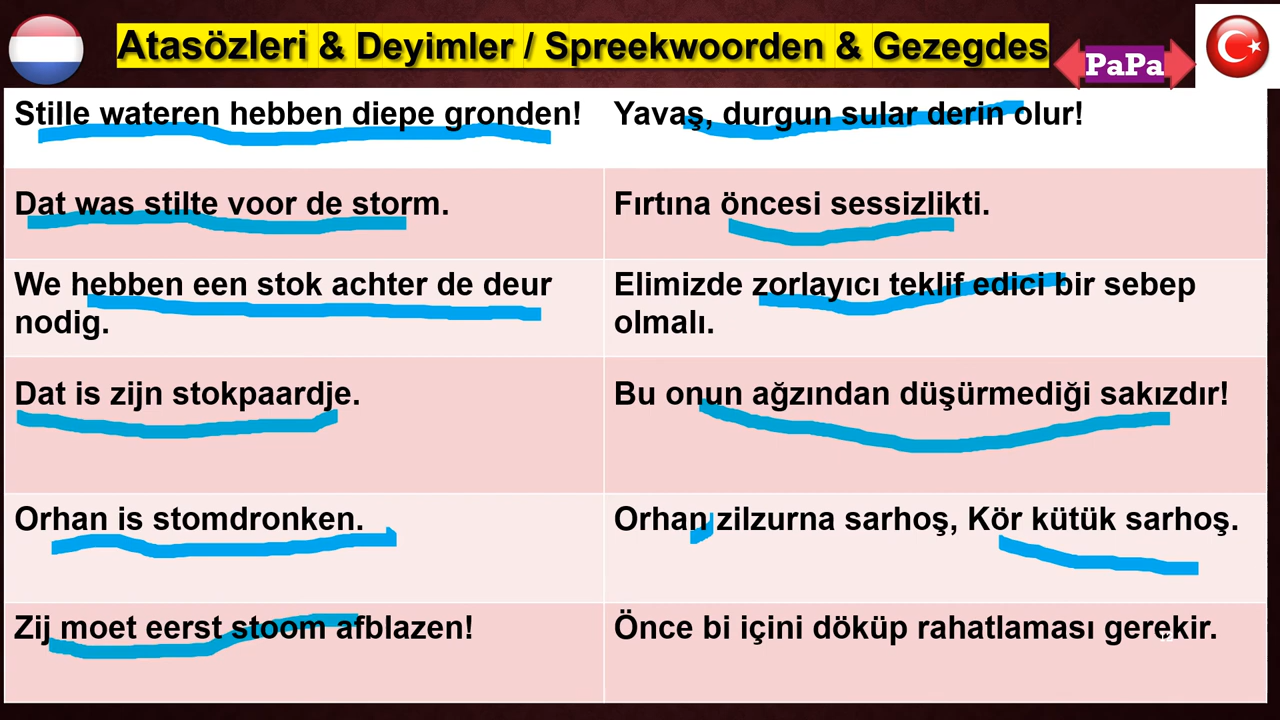 Atasözleri & Deyimler / Spreekwoorden & Gezegdes
PaPa
Stille wateren hebben diepe gronden!
Yavaş, durgun sular derin olur!
Dat was stilte voor de storm.
Fırtına öncesi sessizlikti.
We hebben een stok achter de deur
nodig.
Elimizde zorlayıcı teklif edici bir sebep
olmalı.
Dat is zijn stokpaardje.
Bu onun ağzından düşürmediği sakızdır!
Orhan is stomdronken.
Orhan zilzurna sarhoş, Kör kütük sarhoş.
Zij moet eerst stoom afblazen!
Önce bi içini döküp rahatlaması gerekir.